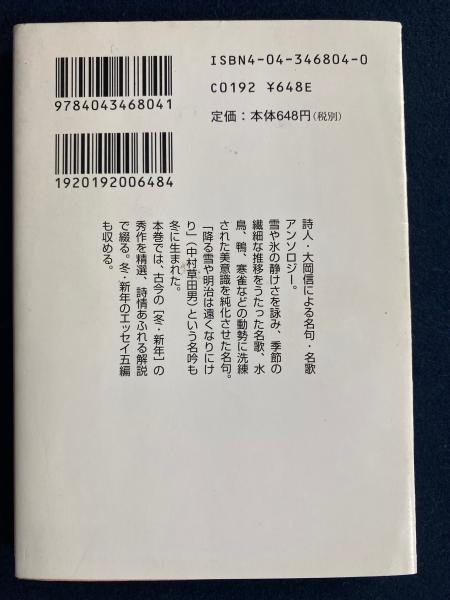 ISBN4-04-346804-0
C0192 ¥648E
定価：本体648円（税別）
9784043468041
1920192006484
詩人・大岡信による名句・名歌
アンソロジー。
雪や氷の静けさを詠み、季節の
繊細な推移をうたった名歌、水
鳥、鴨、寒雀などの動勢に洗練
された美意識を純化させた名句。
「降る雪や明治は遠くなりにけ
り」（中村草田男）という名吟も
冬に生まれた。
本巻では、古今の［冬・新年］の
秀作を精選、詩情あふれる解説
で綴る。冬・新年のエッセイ五編
も収める。